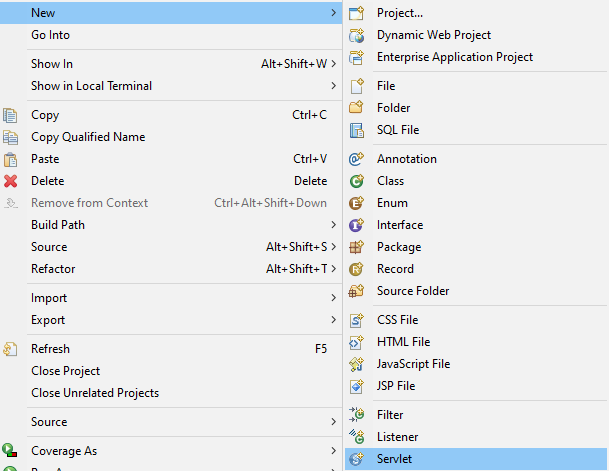 New
Go Into
Show In Alt+Shift+W
Show in Local Terminal
Copy Ctrl+C
Copy Qualified Name
Paste Ctrl+V
Delete Delete
Remove from Context Ctrl+Alt+Shift+Down
Build Path
Source Alt+Shift+S
Refactor Alt+Shift+T
Import
Export
Refresh F5
Close Project
Close Unrelated Projects
Source
Coverage As
Project...
Dynamic Web Project
Enterprise Application Project
File
Folder
SQL File
Annotation
Class
Enum
Interface
Package
Record
Source Folder
CSS File
HTML File
JavaScript File
JSP File
Filter
Listener
Servlet